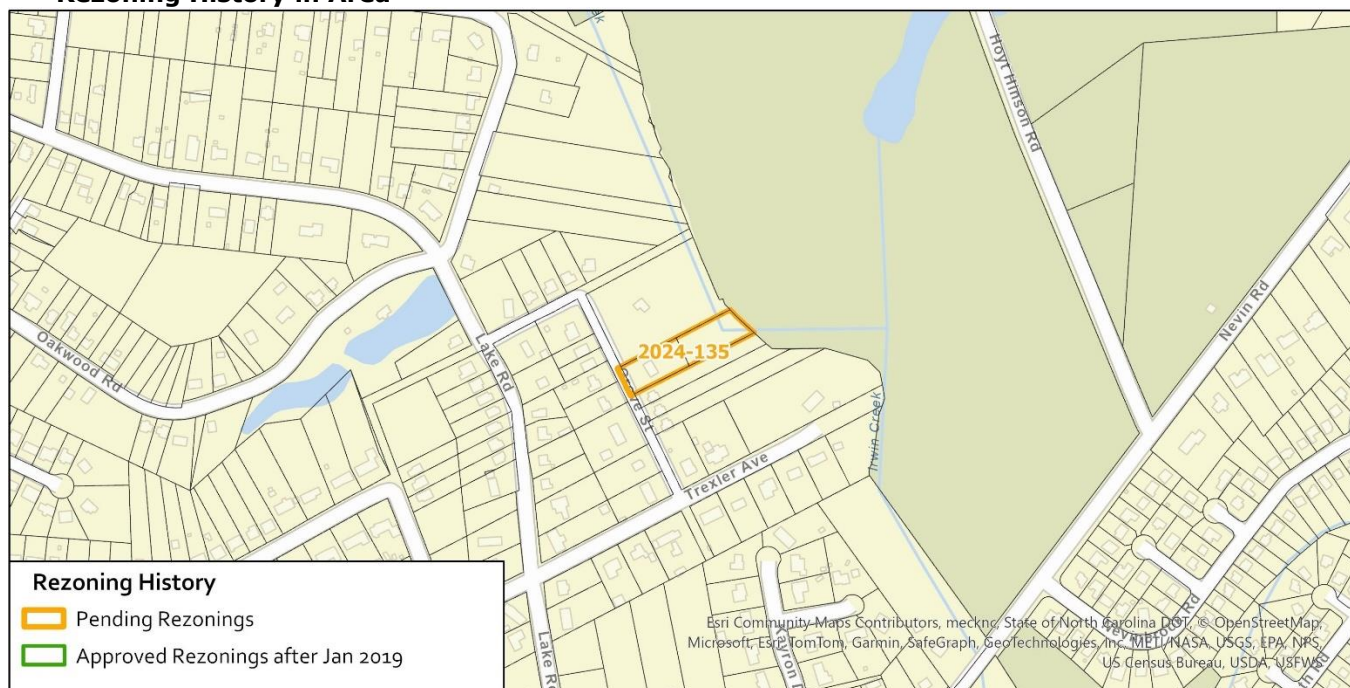 Rezoning History in Area
Creek
Hoyt Hinson Rd
Nevin Rd
Oakwood Rd
Lake Rd
2024-135
Grove St
Trexler Ave
Irwin Creek
Rezoning History
Pending Rezonings
Approved Rezonings after Jan 2019
Lake Rd
Esri Community Maps Contributors, mecknc, State of North Carolina DOT, © OpenStreetMap,
Microsoft, Esri, TomTom, Garmin, SafeGraph, GeoTechnologies, Inc, METI/NASA, USGS, EPA, NPS,
US Census Bureau, USDA, USFWS